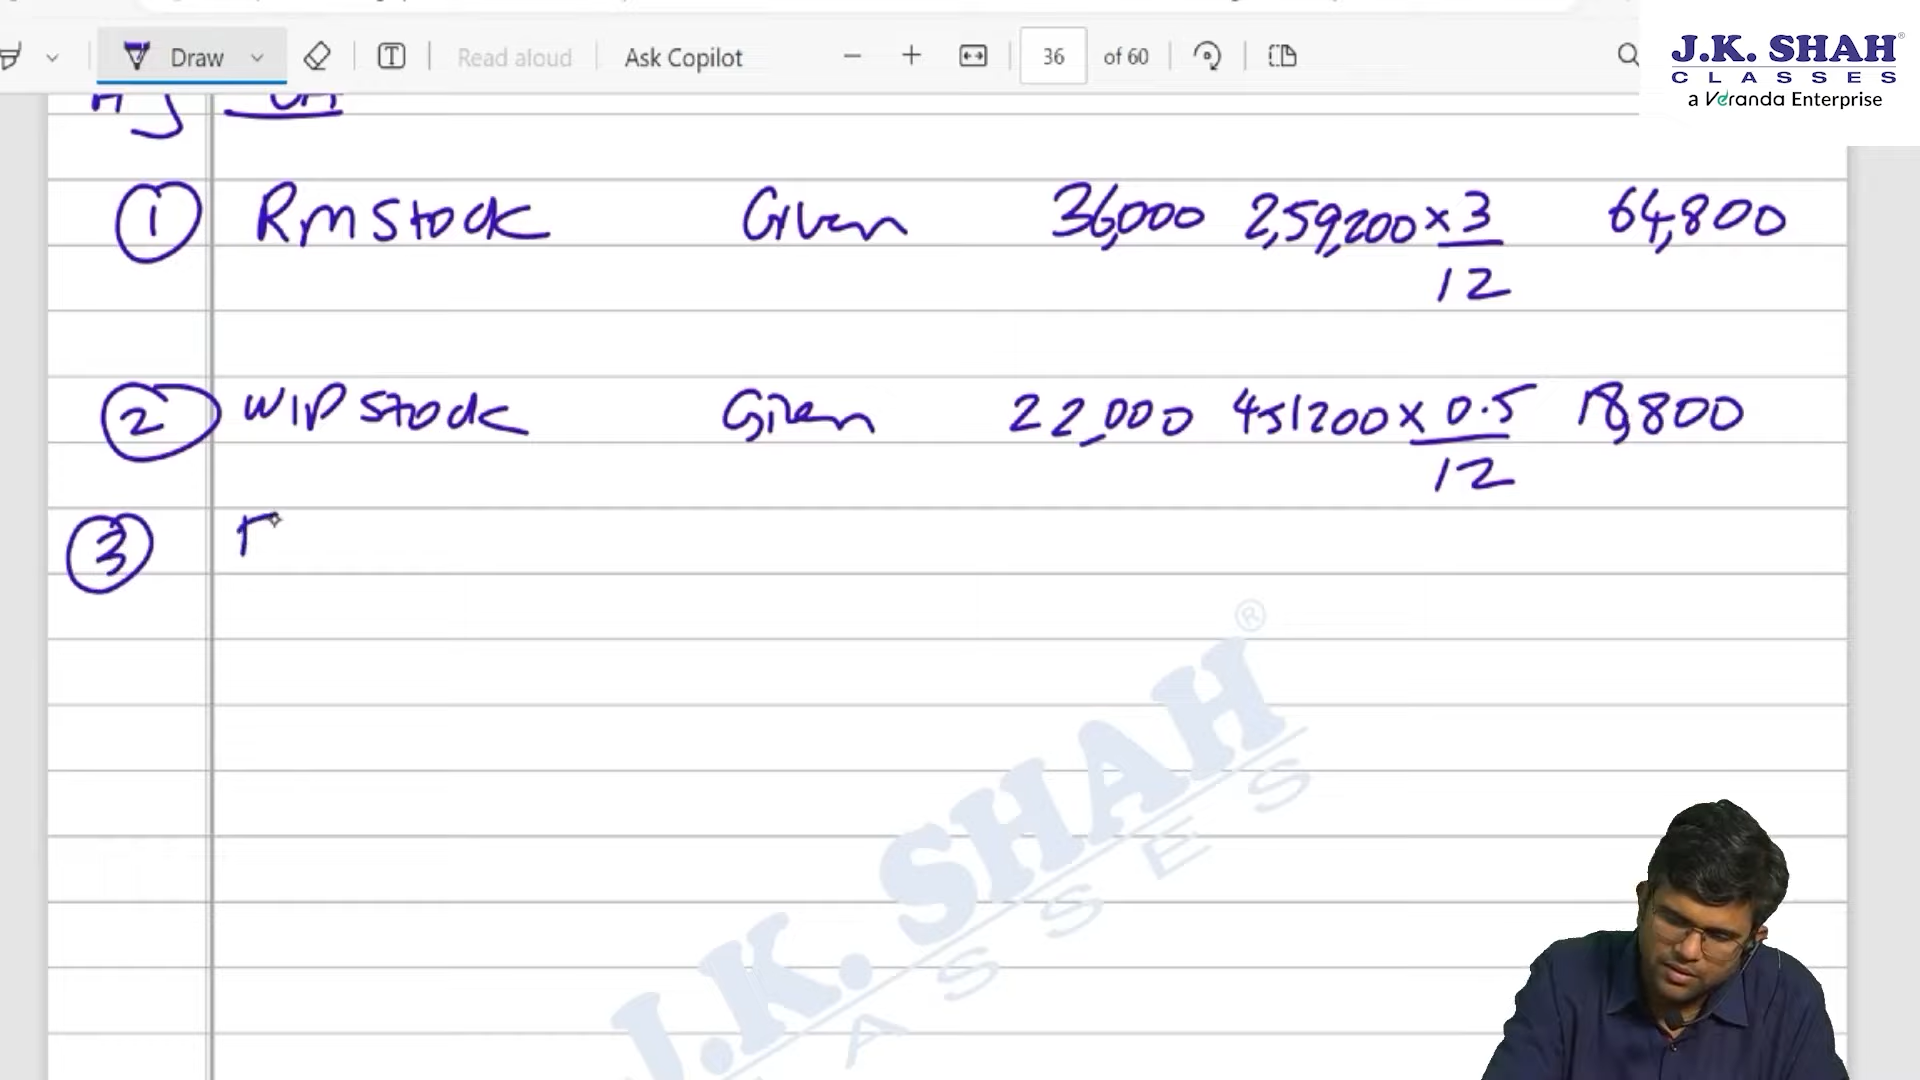 Draw
Read aloud
Ask Copilot
36 of 60
J.K. SHAH®
CLASSES
a Veranda Enterprise
1 RM Stock Given 36,000 2,59,200 × 3 64,800
12
2 WIP Stock Given 22,000 451200 × 0.5 18,800
12
3
J.K. SHAH®
CLASSES